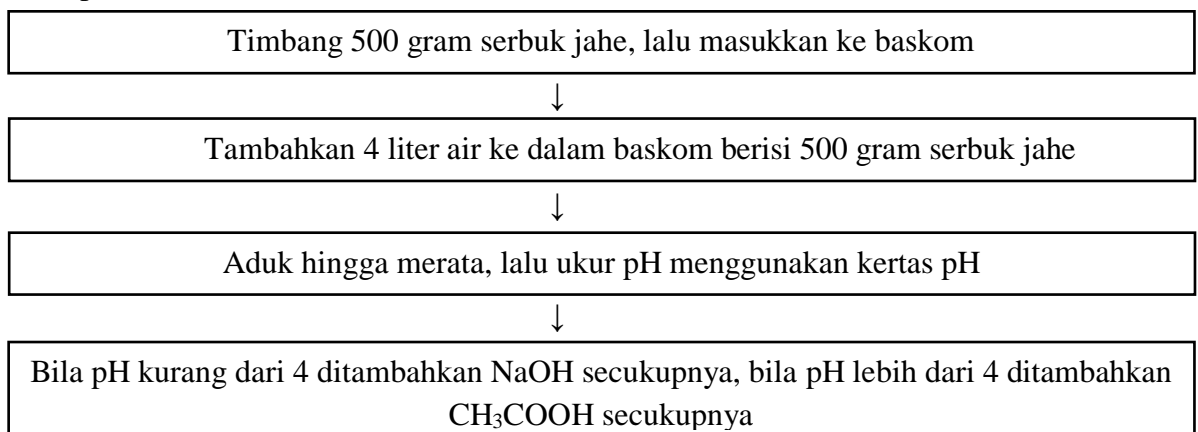 Timbang 500 gram serbuk jahe, lalu masukkan ke baskom
↓
Tambahkan 4 liter air ke dalam baskom berisi 500 gram serbuk jahe
↓
Aduk hingga merata, lalu ukur pH menggunakan kertas pH
↓
Bila pH kurang dari 4 ditambahkan NaOH secukupnya, bila pH lebih dari 4 ditambahkan
CH₃COOH secukupnya